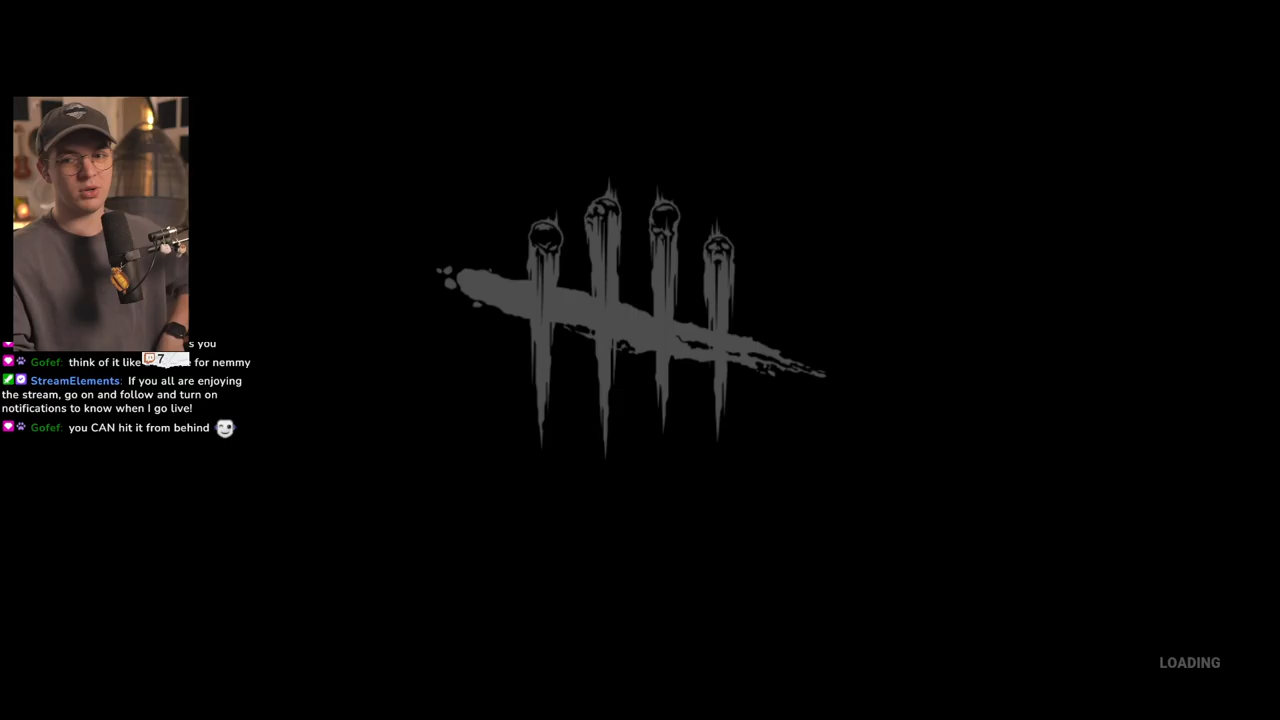 s you
Gofef: think of it like for nemmy
7
StreamElements: If you all are enjoying
the stream, go on and follow and turn on
notifications to know when I go live!
Gofef: you CAN hit it from behind
LOADING